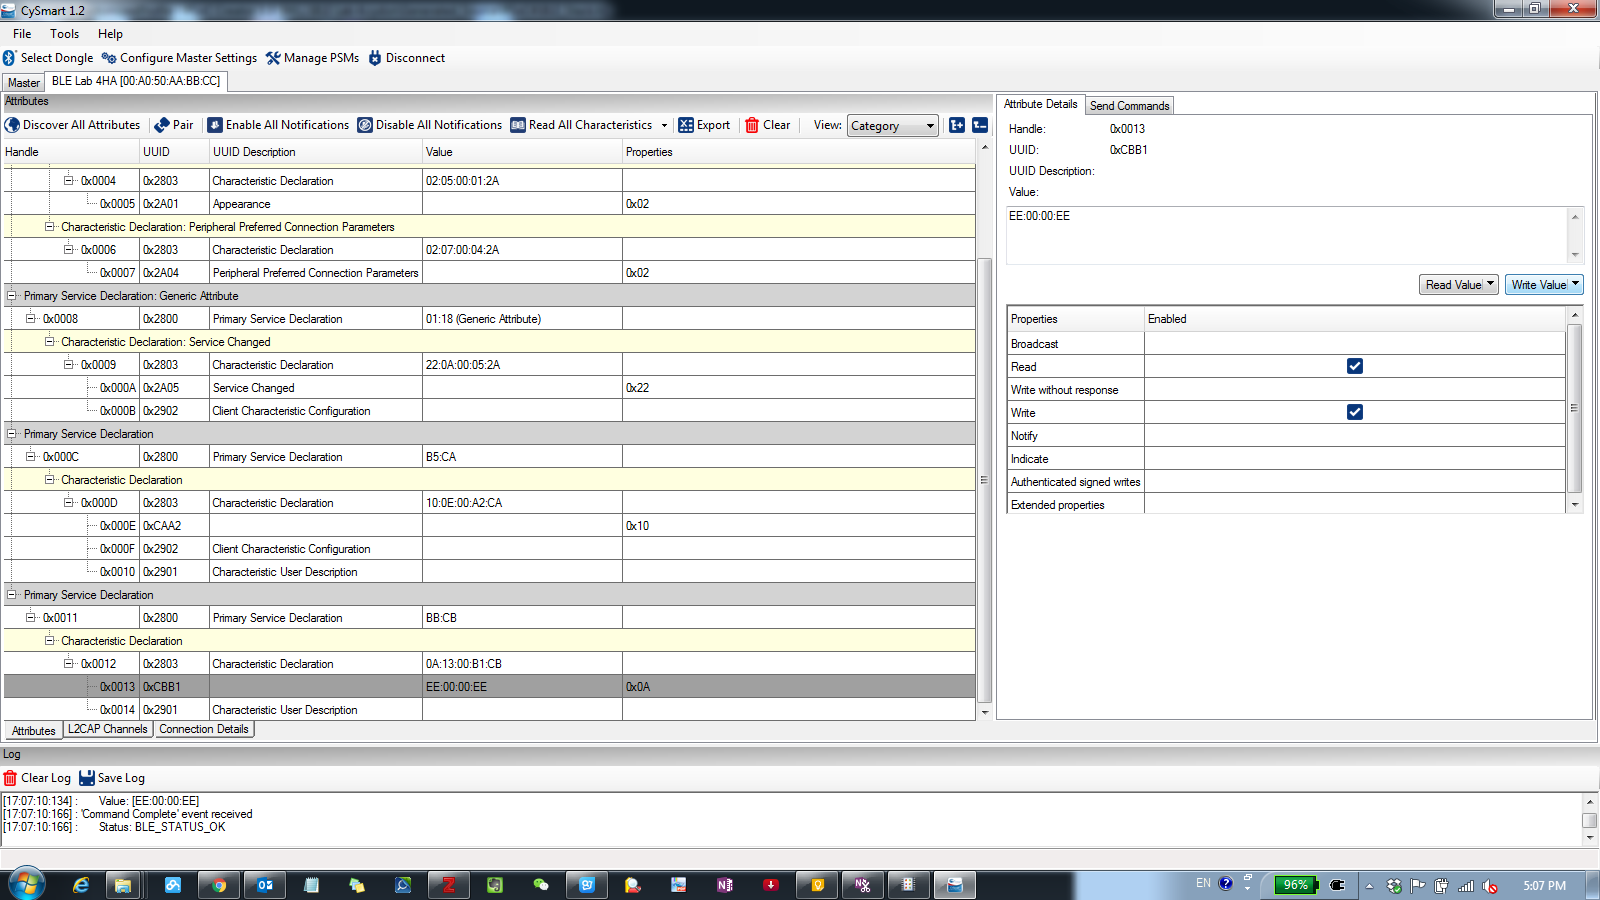 CySmart 1.2
File Tools Help
Select Dongle Configure Master Settings Manage PSMs Disconnect
Master BLE Lab 4HA [00:A0:50:AA:BB:CC]
Attributes
Discover All Attributes Pair Enable All Notifications Disable All Notifications Read All Characteristics Export Clear View: Category
Handle UUID UUID Description Value Properties
0x0004 0x2803 Characteristic Declaration 02:05:00:01:2A
0x0005 0x2A01 Appearance 0x02
Characteristic Declaration: Peripheral Preferred Connection Parameters
0x0006 0x2803 Characteristic Declaration 02:07:00:04:2A
0x0007 0x2A04 Peripheral Preferred Connection Parameters 0x02
Primary Service Declaration: Generic Attribute
0x0008 0x2800 Primary Service Declaration 01:18 (Generic Attribute)
Characteristic Declaration: Service Changed
0x0009 0x2803 Characteristic Declaration 22:0A:00:05:2A
0x000A 0x2A05 Service Changed 0x22
0x000B 0x2902 Client Characteristic Configuration
Primary Service Declaration
0x000C 0x2800 Primary Service Declaration B5:CA
Characteristic Declaration
0x000D 0x2803 Characteristic Declaration 10:0E:00:A2:CA
0x000E 0xCAA2 0x10
0x000F 0x2902 Client Characteristic Configuration
0x0010 0x2901 Characteristic User Description
Primary Service Declaration
0x0011 0x2800 Primary Service Declaration BB:CB
Characteristic Declaration
0x0012 0x2803 Characteristic Declaration 0A:13:00:B1:CB
0x0013 0xCBB1 EE:00:00:EE 0x0A
0x0014 0x2901 Characteristic User Description
Attributes L2CAP Channels Connection Details
Attribute Details Send Commands
Handle: 0x0013
UUID: 0xCBB1
UUID Description:
Value:
EE:00:00:EE
Read Value Write Value
Properties Enabled
Broadcast
Read
Write without response
Write
Notify
Indicate
Authenticated signed writes
Extended properties
Log
Clear Log Save Log
[17:07:10:134] : Value: [EE:00:00:EE]
[17:07:10:166] : 'Command Complete' event received
[17:07:10:166] : Status: BLE_STATUS_OK
EN 96% 5:07 PM